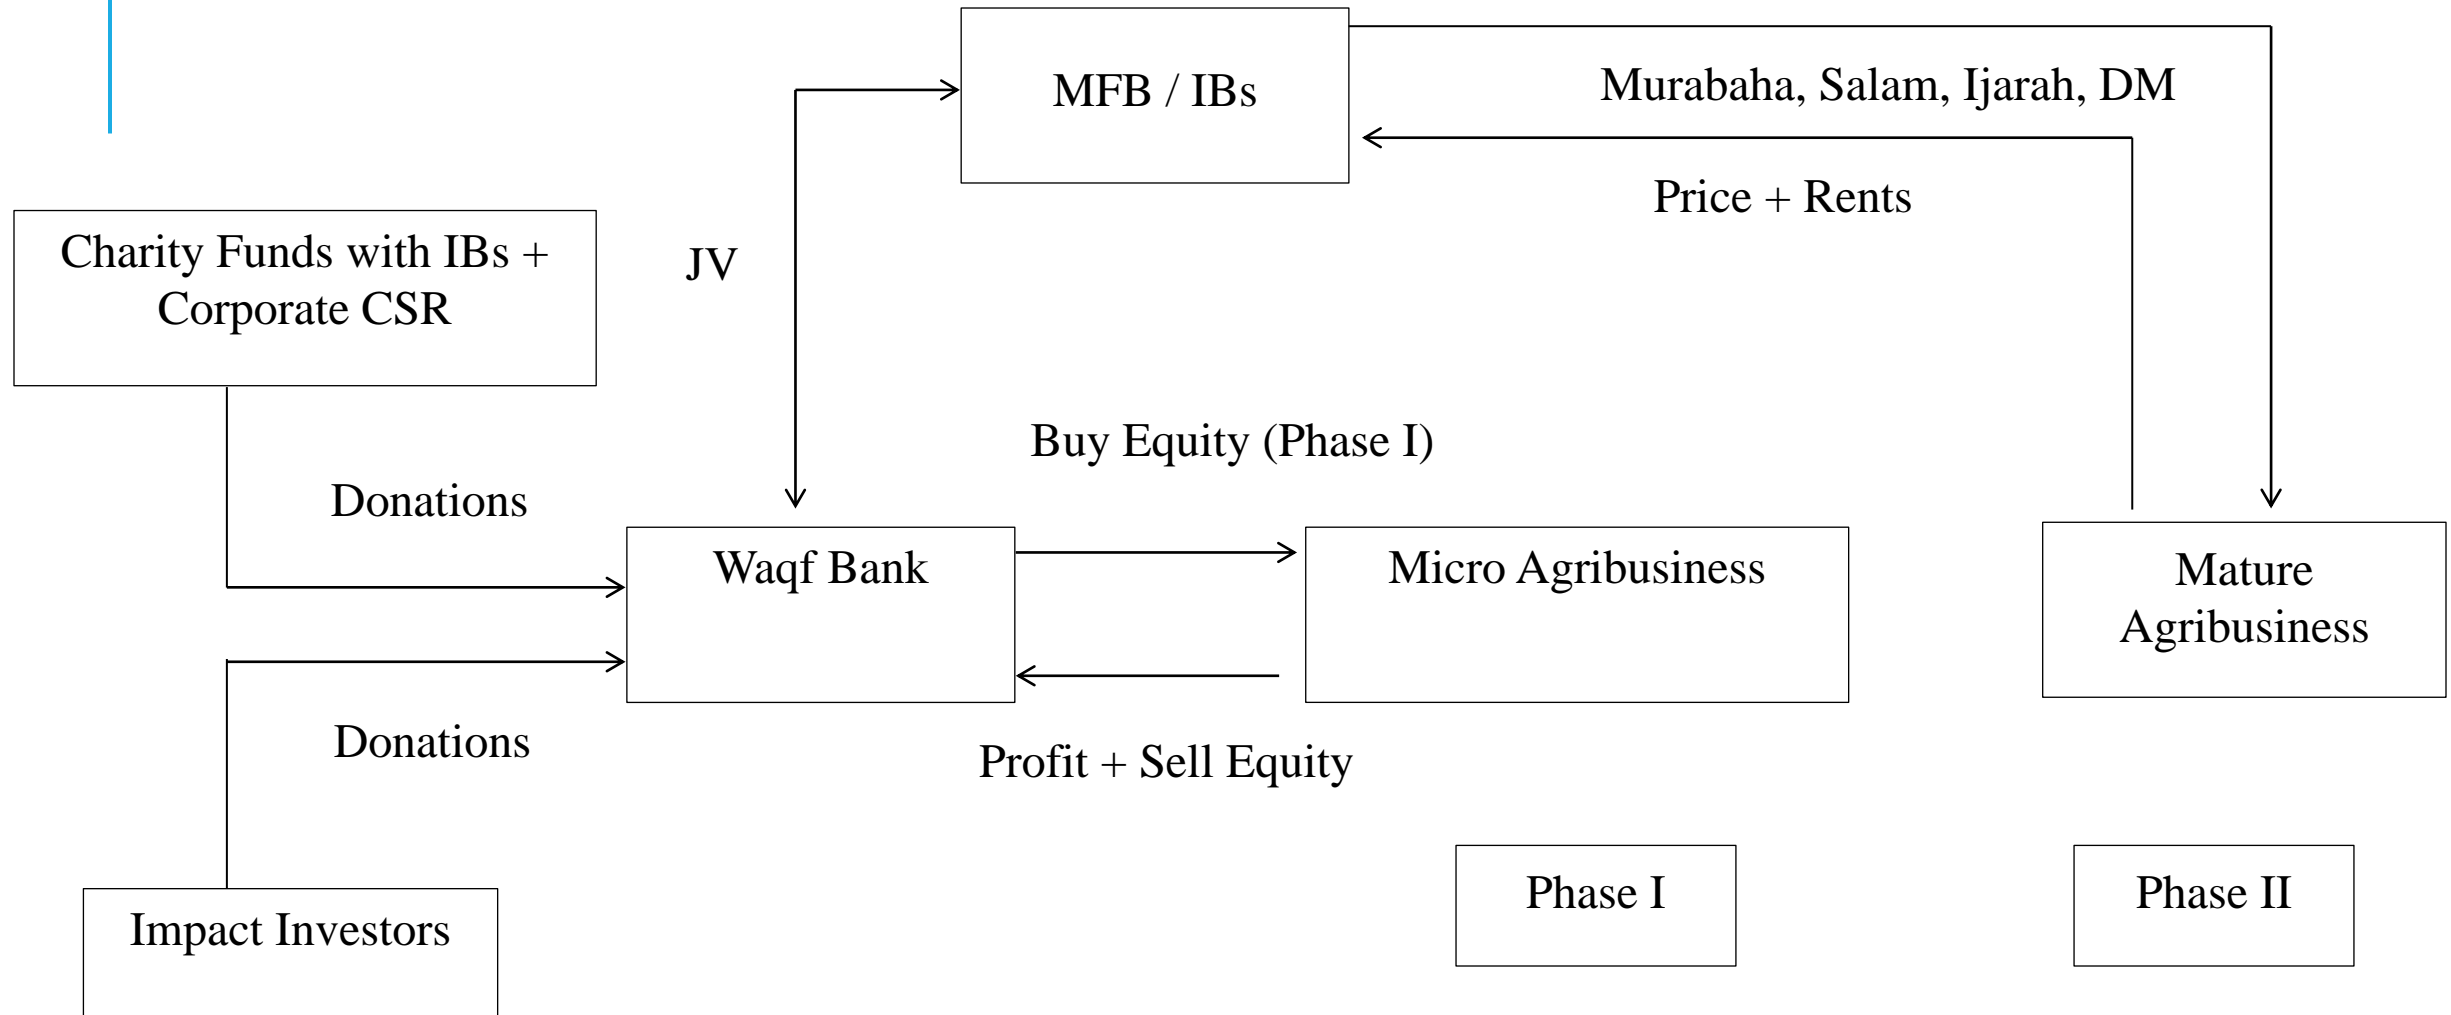 MFB / IBs
Murabaha, Salam, Ijarah, DM
Price + Rents
Charity Funds with IBs +
Corporate CSR
JV
Buy Equity (Phase I)
Donations
Waqf Bank
Micro Agribusiness
Mature
Agribusiness
Donations
Profit + Sell Equity
Phase I
Phase II
Impact Investors